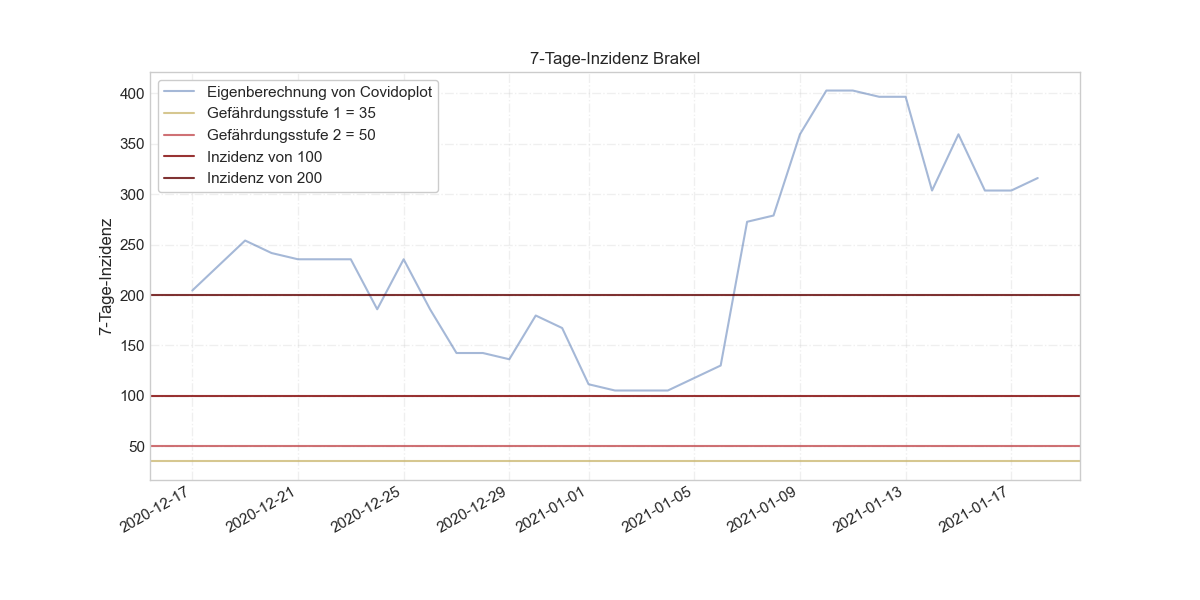 7-Tage-Inzidenz Brakel
Eigenberechnung von Covidoplot
Gefährdungsstufe 1 = 35
Gefährdungsstufe 2 = 50
Inzidenz von 100
Inzidenz von 200
7-Tage-Inzidenz
400
350
300
250
200
150
100
50
2020-12-17
2020-12-21
2020-12-25
2020-12-29
2021-01-01
2021-01-05
2021-01-09
2021-01-13
2021-01-17